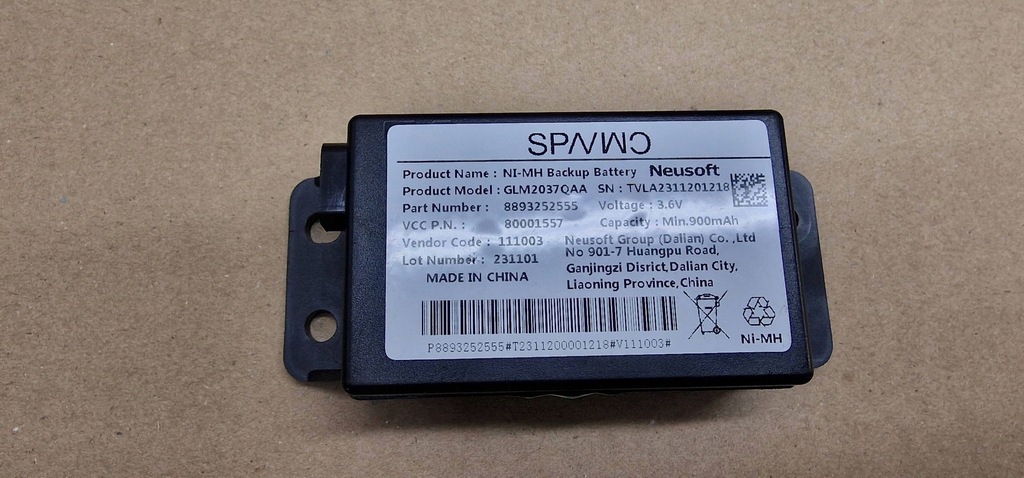 Product Name : NI-MH Backup Battery Neusoft
Product Model : GLM2037QAA SN : TVLA2311201218
Part Number : 8893252555 Voltage : 3.6V
VCC P.N. : 80001557 Capacity : Min.900mAh
Vendor Code : 111003 Neusoft Group (Dalian) Co.,Ltd
Lot Number : 231101 No 901-7 Huangpu Road,
MADE IN CHINA Ganjingzi Disrict,Dalian City,
Liaoning Province,China
P8893252555#T2311200001218#V111003#
Ni-MH